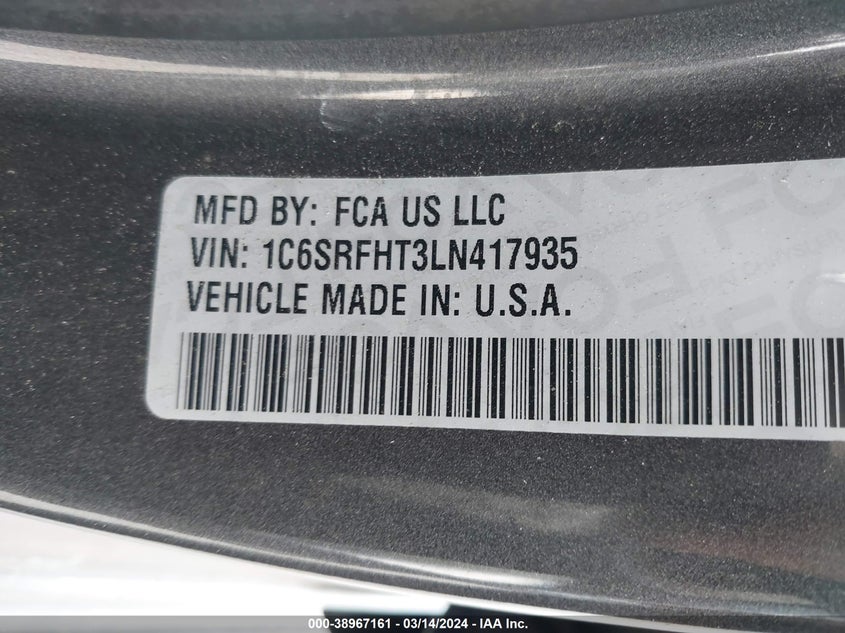 MFD BY: FCA US LLC
VIN: 1C6SRFHT3LN417935
VEHICLE MADE IN: U.S.A.
000-38967161 - 03/14/2024 - IAA Inc.